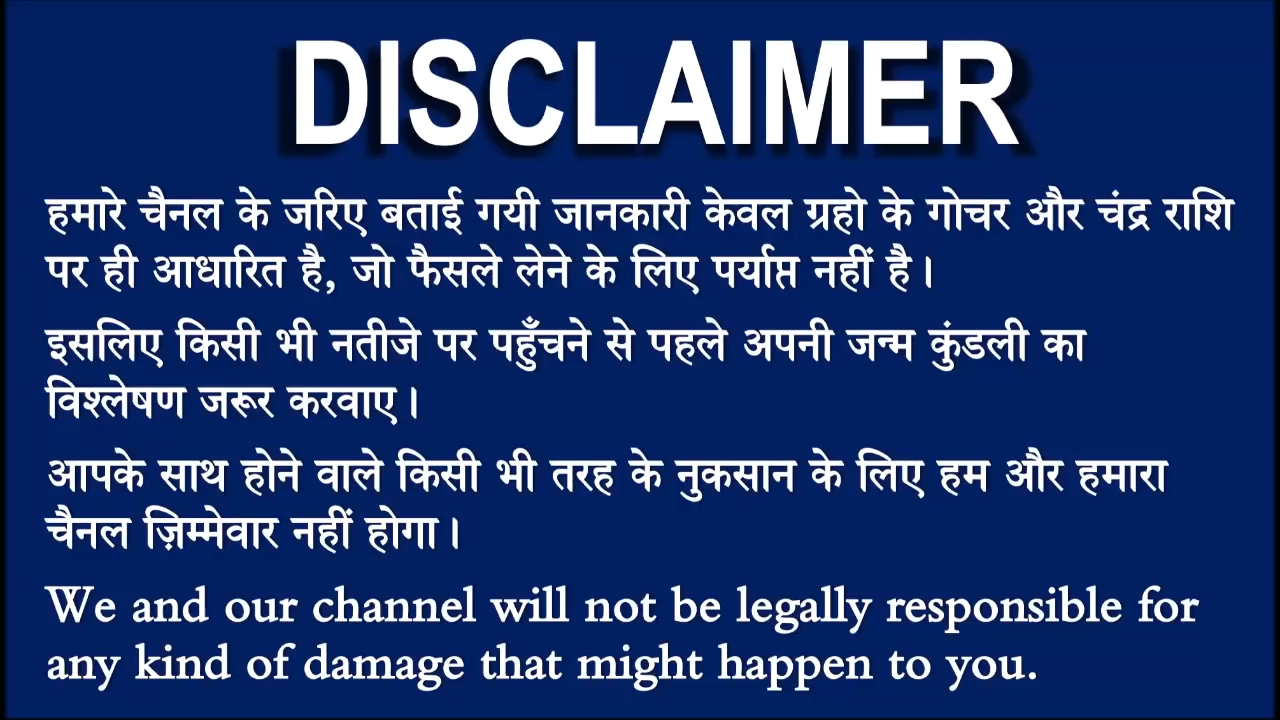 DISCLAIMER
हमारे चैनल के जरिए बताई गयी जानकारी केवल ग्रहो के गोचर और चंद्र राशि
पर ही आधारित है, जो फैसले लेने के लिए पर्याप्त नहीं है।
इसलिए किसी भी नतीजे पर पहुँचने से पहले अपनी जन्म कुंडली का
विश्लेषण जरूर करवाए।
आपके साथ होने वाले किसी भी तरह के नुकसान के लिए हम और हमारा
चैनल ज़िम्मेवार नहीं होगा।
We and our channel will not be legally responsible for
any kind of damage that might happen to you.